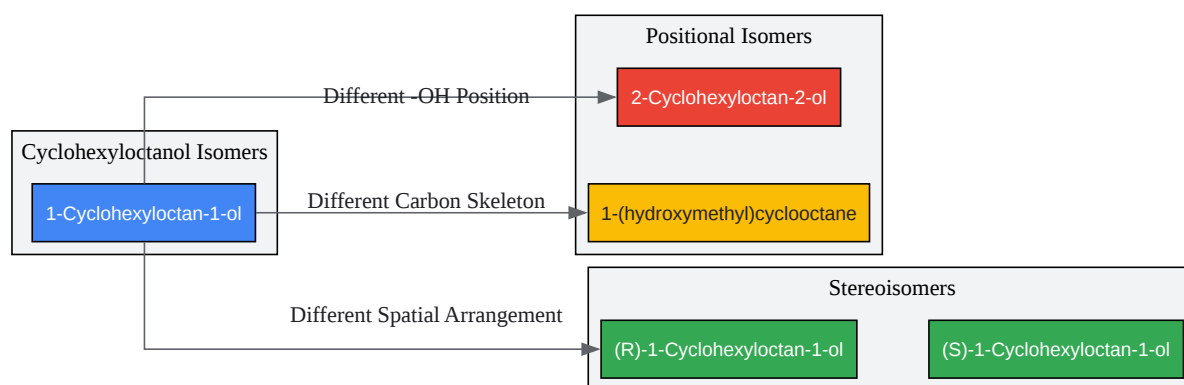 Positional Isomers
Different -OH Position
2-Cyclohexyloctan-2-ol
Cyclohexyloctanol Isomers
1-Cyclohexyloctan-1-ol
Different Carbon Skeleton
1-(hydroxymethyl)cyclooctane
Stereoisomers
Different Spatial Arrangement
(R)-1-Cyclohexyloctan-1-ol
(S)-1-Cyclohexyloctan-1-ol